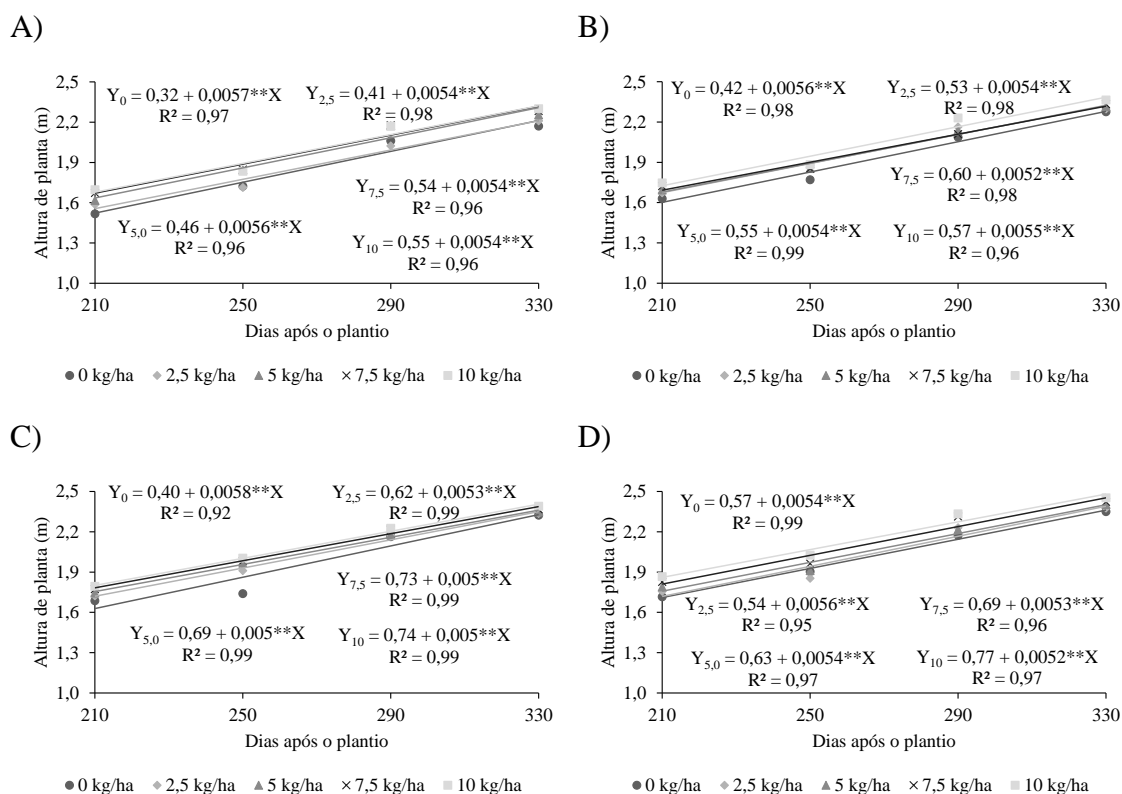 A)
Altura de planta (m)
2,5
2,2
1,9
1,6
1,3
1,0
Y0 = 0,32 + 0,0057**X
R² = 0,97
Y2,5 = 0,41 + 0,0054**X
R² = 0,98
Y7,5 = 0,54 + 0,0054**X
R² = 0,96
Y5,0 = 0,46 + 0,0056**X
R² = 0,96
Y10 = 0,55 + 0,0054**X
R² = 0,96
210 250 290 330
Dias após o plantio
0 kg/ha 2,5 kg/ha 5 kg/ha 7,5 kg/ha 10 kg/ha
B)
Altura de planta (m)
2,5
2,2
1,9
1,6
1,3
1,0
Y0 = 0,42 + 0,0056**X
R² = 0,98
Y2,5 = 0,53 + 0,0054**X
R² = 0,98
Y7,5 = 0,60 + 0,0052**X
R² = 0,98
Y5,0 = 0,55 + 0,0054**X
R² = 0,99
Y10 = 0,57 + 0,0055**X
R² = 0,96
210 250 290 330
Dias após o plantio
0 kg/ha 2,5 kg/ha 5 kg/ha 7,5 kg/ha 10 kg/ha
C)
Altura de planta (m)
2,5
2,2
1,9
1,6
1,3
1,0
Y0 = 0,40 + 0,0058**X
R² = 0,92
Y2,5 = 0,62 + 0,0053**X
R² = 0,99
Y7,5 = 0,73 + 0,005**X
R² = 0,99
Y5,0 = 0,69 + 0,005**X
R² = 0,99
Y10 = 0,74 + 0,005**X
R² = 0,99
210 250 290 330
Dias após o plantio
0 kg/ha 2,5 kg/ha 5 kg/ha 7,5 kg/ha 10 kg/ha
D)
Altura de planta (m)
2,5
2,2
1,9
1,6
1,3
1,0
Y0 = 0,57 + 0,0054**X
R² = 0,99
Y2,5 = 0,54 + 0,0056**X
R² = 0,95
Y7,5 = 0,69 + 0,0053**X
R² = 0,96
Y5,0 = 0,63 + 0,0054**X
R² = 0,97
Y10 = 0,77 + 0,0052**X
R² = 0,97
210 250 290 330
Dias após o plantio
0 kg/ha 2,5 kg/ha 5 kg/ha 7,5 kg/ha 10 kg/ha